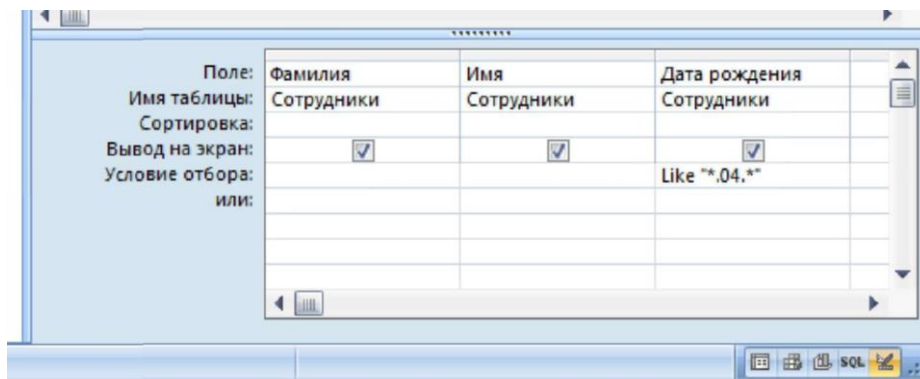 Поле: Фамилия Имя Дата рождения
Имя таблицы: Сотрудники Сотрудники Сотрудники
Сортировка:
Вывод на экран:
Условие отбора: Like "*.04.*"
или:
SQL